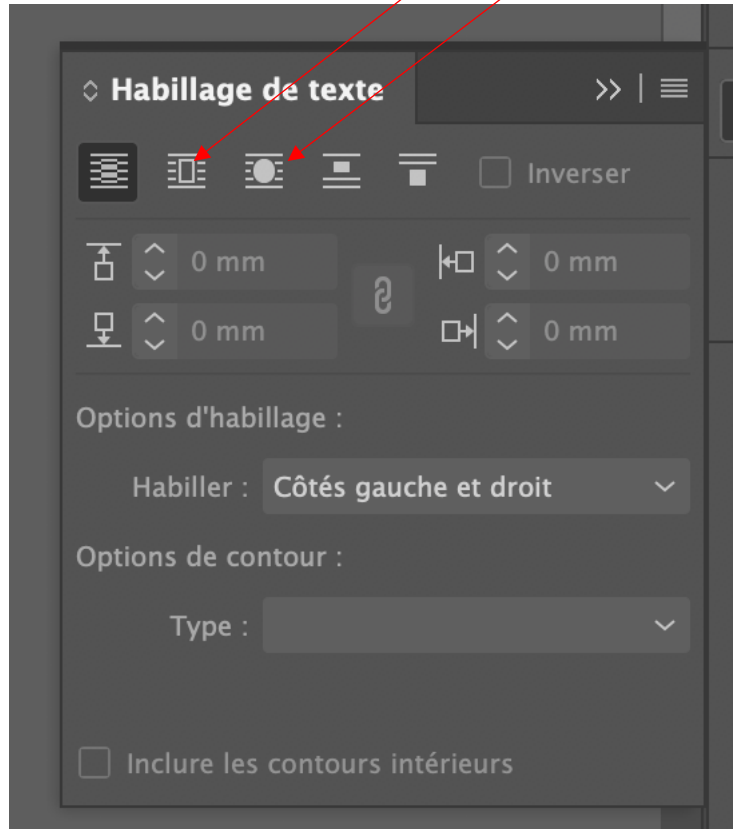 Habillage de texte
Inverser
0 mm 0 mm
0 mm 0 mm
Options d'habillage :
Habiller : Côtés gauche et droit
Options de contour :
Type :
Inclure les contours intérieurs